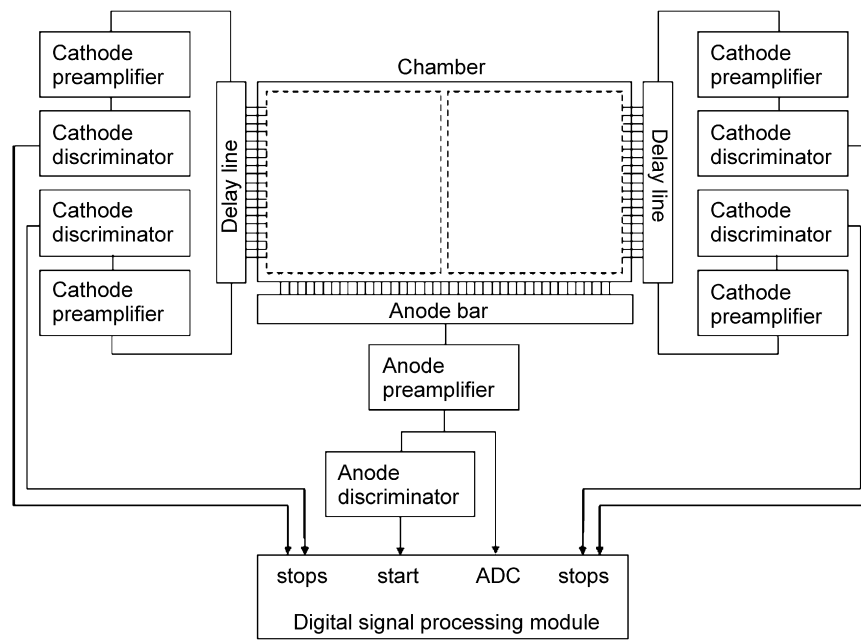 Cathode
preamplifier
Cathode
discriminator
Cathode
discriminator
Cathode
preamplifier
Delay line
Chamber
Delay line
Cathode
preamplifier
Cathode
discriminator
Cathode
discriminator
Cathode
preamplifier
Anode bar
Anode
preamplifier
Anode
discriminator
stops start ADC stops
Digital signal processing module